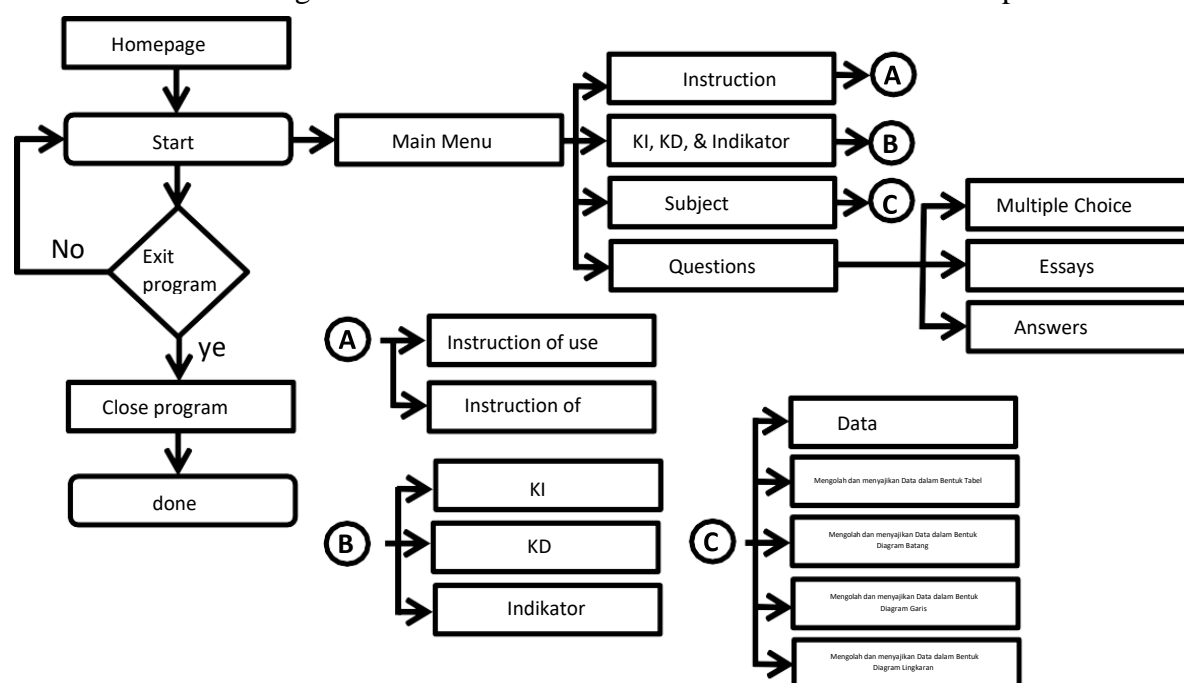 Homepage
Start
Main Menu
Instruction
A
KI, KD, & Indikator
B
Subject
C
Questions
Multiple Choice
Essays
Answers
No
Exit
program
ye
Close program
done
A
Instruction of use
Instruction of
B
KI
KD
Indikator
C
Data
Mengolah dan menyajikan Data dalam Bentuk Tabel
Mengolah dan menyajikan Data dalam Bentuk
Diagram Batang
Mengolah dan menyajikan Data dalam Bentuk
Diagram Garis
Mengolah dan menyajikan Data dalam Bentuk
Diagram Lingkaran